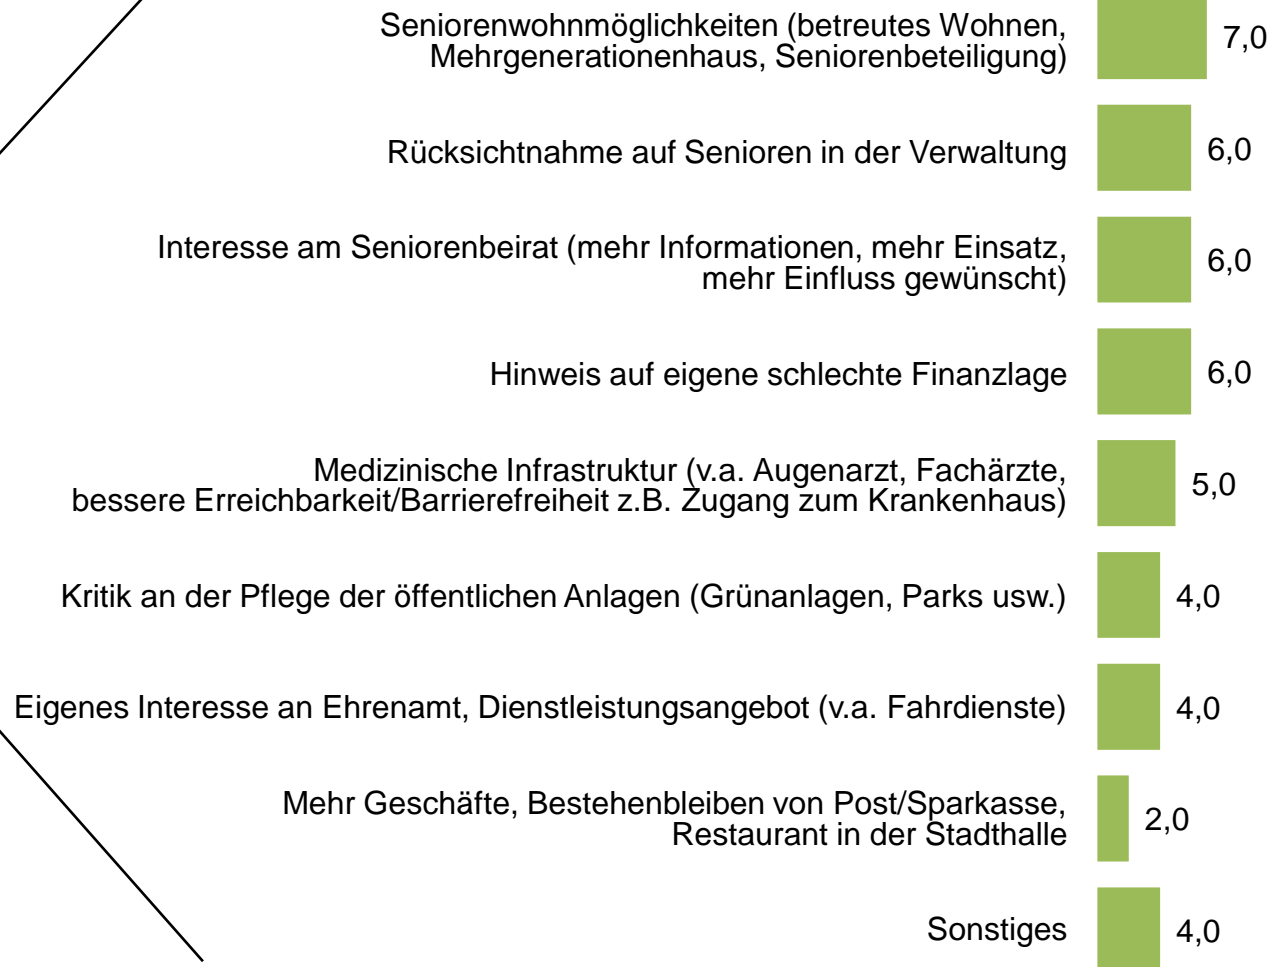 Seniorenwohnmöglichkeiten (betreutes Wohnen,
Mehrgenerationenhaus, Seniorenbeteiligung)
7,0
Rücksichtnahme auf Senioren in der Verwaltung
6,0
Interesse am Seniorenbeirat (mehr Informationen, mehr Einsatz,
mehr Einfluss gewünscht)
6,0
Hinweis auf eigene schlechte Finanzlage
6,0
Medizinische Infrastruktur (v.a. Augenarzt, Fachärzte,
bessere Erreichbarkeit/Barrierefreiheit z.B. Zugang zum Krankenhaus)
5,0
Kritik an der Pflege der öffentlichen Anlagen (Grünanlagen, Parks usw.)
4,0
Eigenes Interesse an Ehrenamt, Dienstleistungsangebot (v.a. Fahrdienste)
4,0
Mehr Geschäfte, Bestehenbleiben von Post/Sparkasse,
Restaurant in der Stadthalle
2,0
Sonstiges
4,0